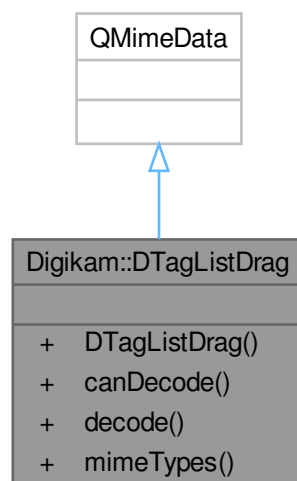 QMimeData
Digikam::DTagListDrag
+ DTagListDrag()
+ canDecode()
+ decode()
+ mimeTypes()